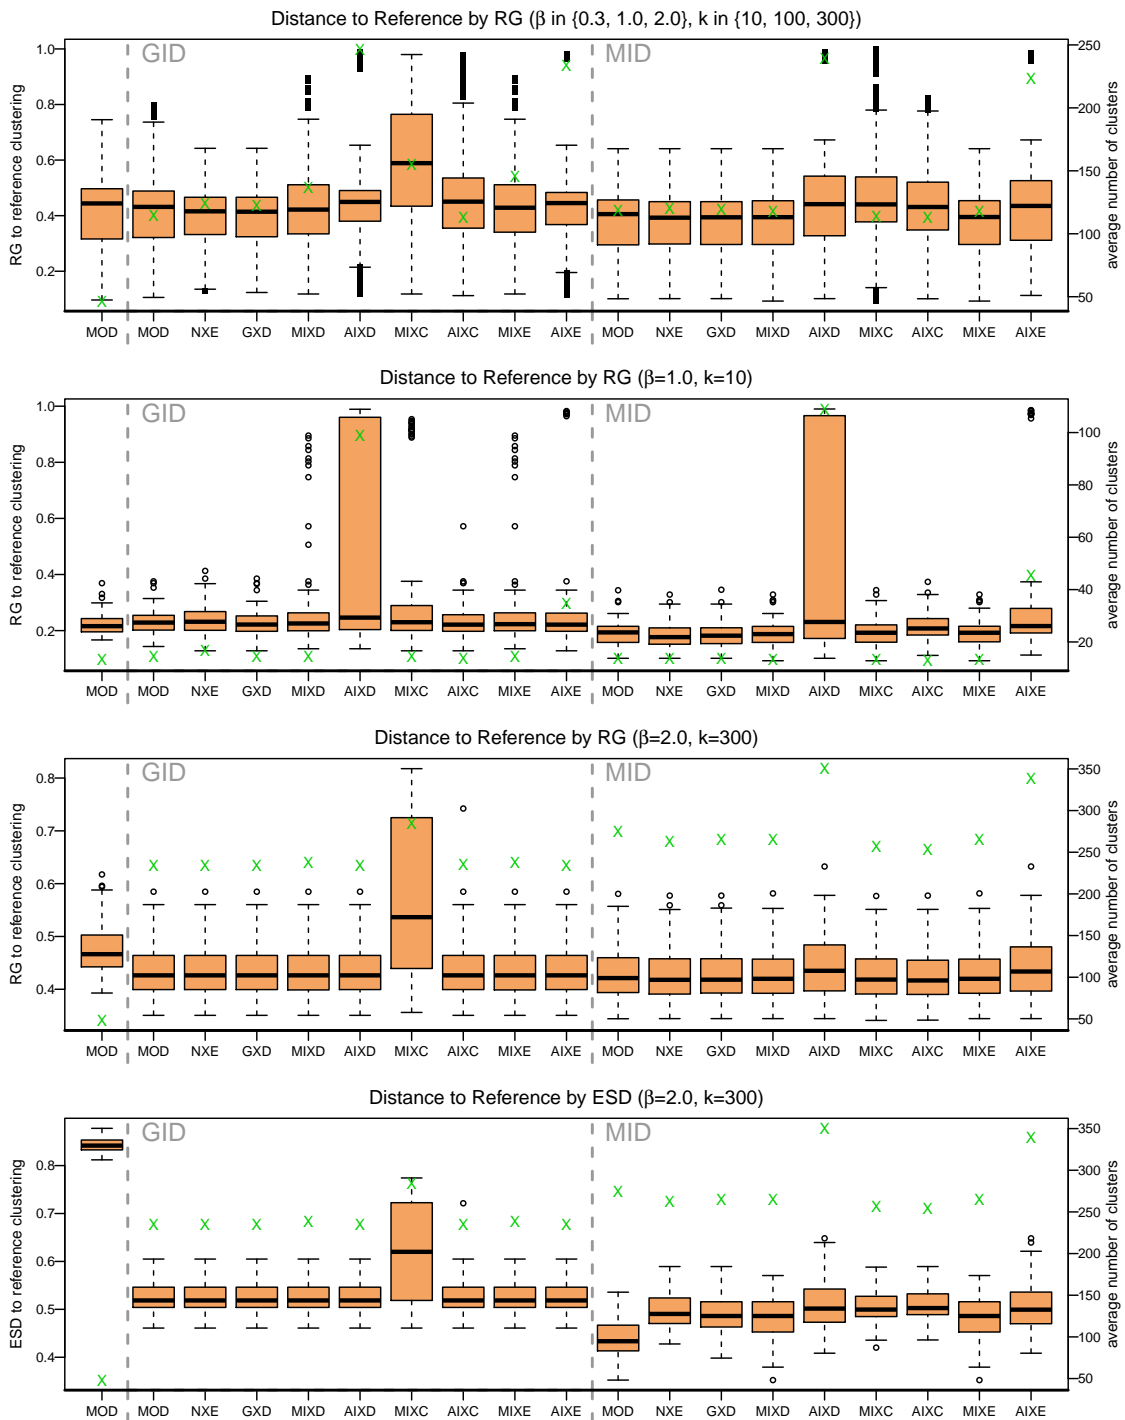 Distance to Reference by RG (β in {0.3, 1.0, 2.0}, k in {10, 100, 300})
GID MID
RG to reference clustering
1.0
0.8
0.6
0.4
0.2
average number of clusters
250
200
150
100
50
MOD MOD NXE GXD MIXD AIXD MIXC AIXC MIXE AIXE MOD NXE GXD MIXD AIXD MIXC AIXC MIXE AIXE
Distance to Reference by RG (β=1.0, k=10)
GID MID
RG to reference clustering
1.0
0.8
0.6
0.4
0.2
average number of clusters
100
80
60
40
20
MOD MOD NXE GXD MIXD AIXD MIXC AIXC MIXE AIXE MOD NXE GXD MIXD AIXD MIXC AIXC MIXE AIXE
Distance to Reference by RG (β=2.0, k=300)
GID MID
RG to reference clustering
0.8
0.7
0.6
0.5
0.4
average number of clusters
350
300
250
200
150
100
50
MOD MOD NXE GXD MIXD AIXD MIXC AIXC MIXE AIXE MOD NXE GXD MIXD AIXD MIXC AIXC MIXE AIXE
Distance to Reference by ESD (β=2.0, k=300)
GID MID
ESD to reference clustering
0.8
0.7
0.6
0.5
0.4
average number of clusters
350
300
250
200
150
100
50
MOD MOD NXE GXD MIXD AIXD MIXC AIXC MIXE AIXE MOD NXE GXD MIXD AIXD MIXC AIXC MIXE AIXE